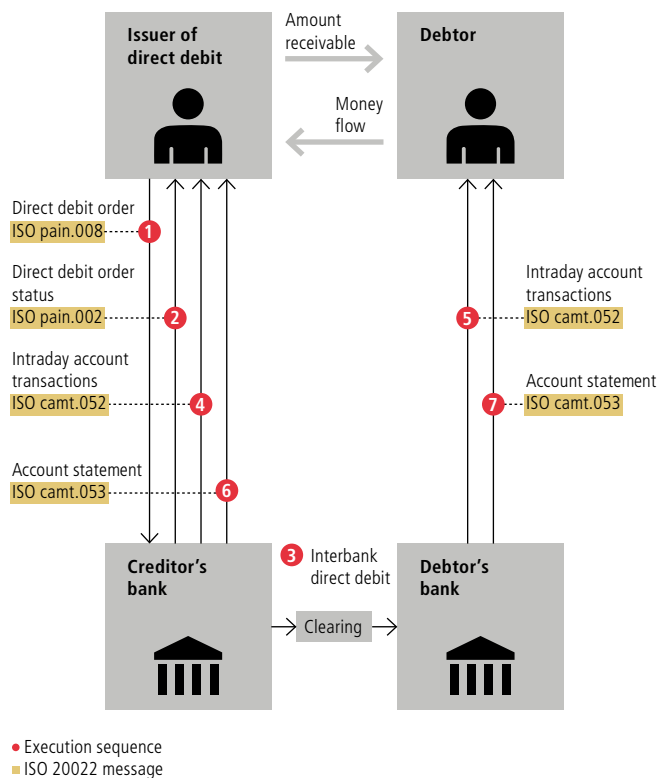 Issuer of
direct debit
Amount
receivable
Debtor
Money
flow
Direct debit order
ISO pain.008
1
Direct debit order
status
ISO pain.002
2
Intraday account
transactions
ISO camt.052
4
Account statement
ISO camt.053
6
5
Intraday account
transactions
ISO camt.052
7
Account statement
ISO camt.053
Creditor's
bank
3 Interbank
direct debit
Clearing
Debtor's
bank
Execution sequence
ISO 20022 message